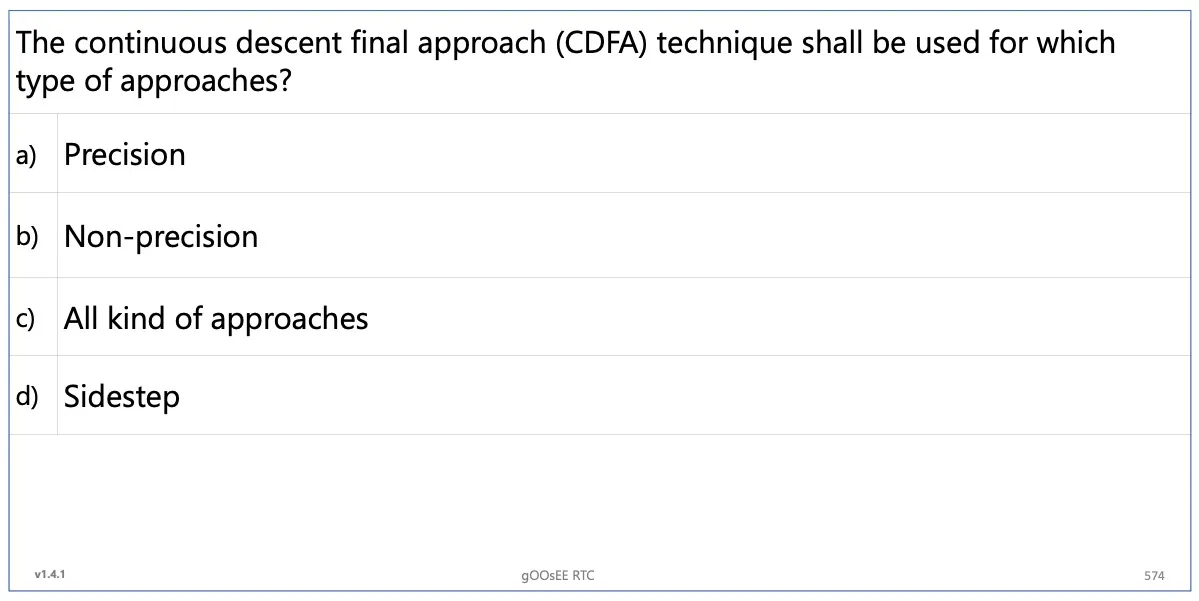 The continuous descent final approach (CDFA) technique shall be used for which
type of approaches?
a) Precision
b) Non-precision
c) All kind of approaches
d) Sidestep
v1.4.1 gOOsEE RTC 574